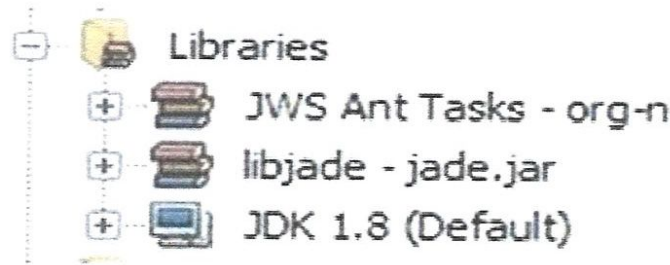 Libraries
JWS Ant Tasks - org-n
libjade - jade.jar
JDK 1.8 (Default)